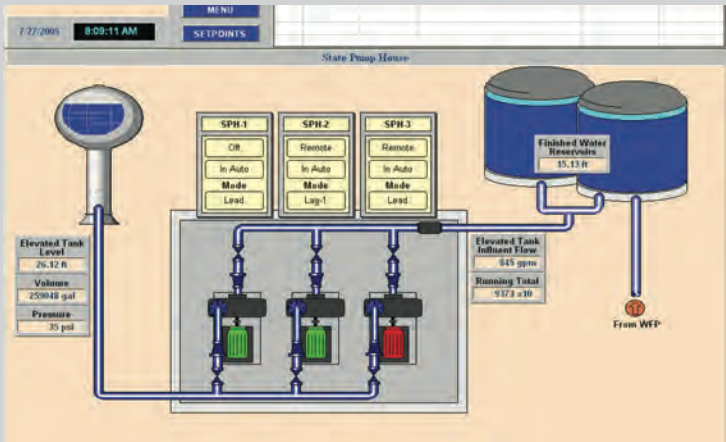 MENU
7/27/2009
8:09:11 AM
SETPOINTS
State Pump House
SPH-1
Off
In Auto
Mode
Lead
SPH-2
Remote
In Auto
Mode
Lag-1
SPH-3
Remote
In Auto
Mode
Lead
Finished Water
Reservoirs
15.13 ft
Elevated Tank
Level
26.12 ft
Volume
259048 gal
Pressure
35 psi
Elevated Tank
Influent Flow
845 gpm
Running Total
9373 x10
From WFP